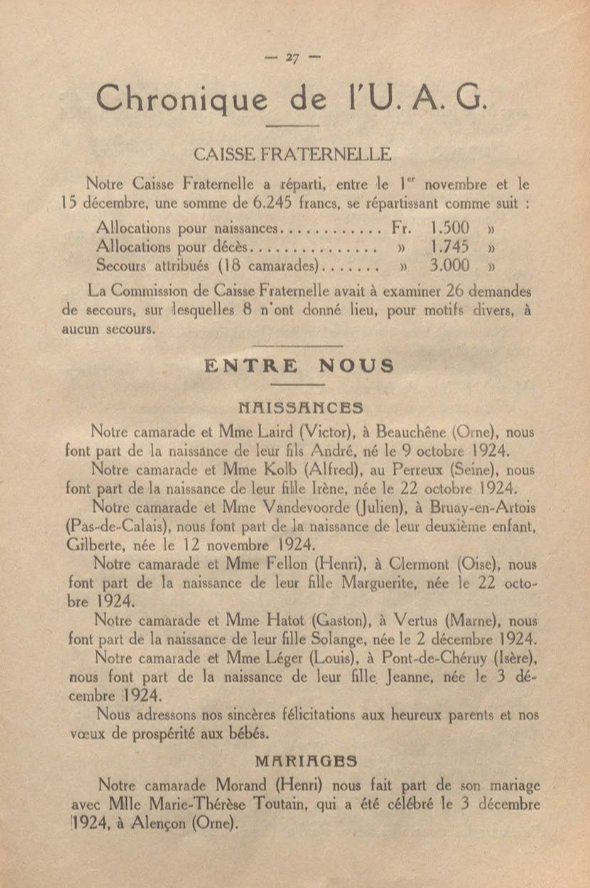 — 27 —
Chronique de l'U. A. G.
CAISSE FRATERNELLE
Notre Caisse Fraternelle a réparti, entre le 1er novembre et le
15 décembre, une somme de 6.245 francs, se répartissant comme suit :
Allocations pour naissances............ Fr. 1.500 »
Allocations pour décès............... » 1.745 »
Secours attribués (18 camarades)....... » 3.000 »
La Commission de Caisse Fraternelle avait à examiner 26 demandes
de secours, sur lesquelles 8 n'ont donné lieu, pour motifs divers, à
aucun secours.
ENTRE NOUS
NAISSANCES
Notre camarade et Mme Laird (Victor), à Beauchêne (Orne), nous
font part de la naissance de leur fils André, né le 9 octobre 1924.
Notre camarade et Mme Kolb (Alfred), au Perreux (Seine), nous
font part de la naissance de leur fille Irène, née le 22 octobre 1924.
Notre camarade et Mme Vandevoorde (Julien), à Bruay-en-Artois
(Pas-de-Calais), nous font part de la naissance de leur deuxième enfant,
Gilberte, née le 12 novembre 1924.
Notre camarade et Mme Fellon (Henri), à Clermont (Oise), nous
font part de la naissance de leur fille Marguerite, née le 22 octo-
bre 1924.
Notre camarade et Mme Hatot (Gaston), à Vertus (Marne), nous
font part de la naissance de leur fille Solange, née le 2 décembre 1924.
Notre camarade et Mme Léger (Louis), à Pont-de-Chéruy (Isère),
nous font part de la naissance de leur fille Jeanne, née le 3 dé-
cembre 1924.
Nous adressons nos sincères félicitations aux heureux parents et nos
vœux de prospérité aux bébés.
MARIAGES
Notre camarade Morand (Henri) nous fait part de son mariage
avec Mlle Marie-Thérèse Toutain, qui a été célébré le 3 décembre
1924, à Alençon (Orne).